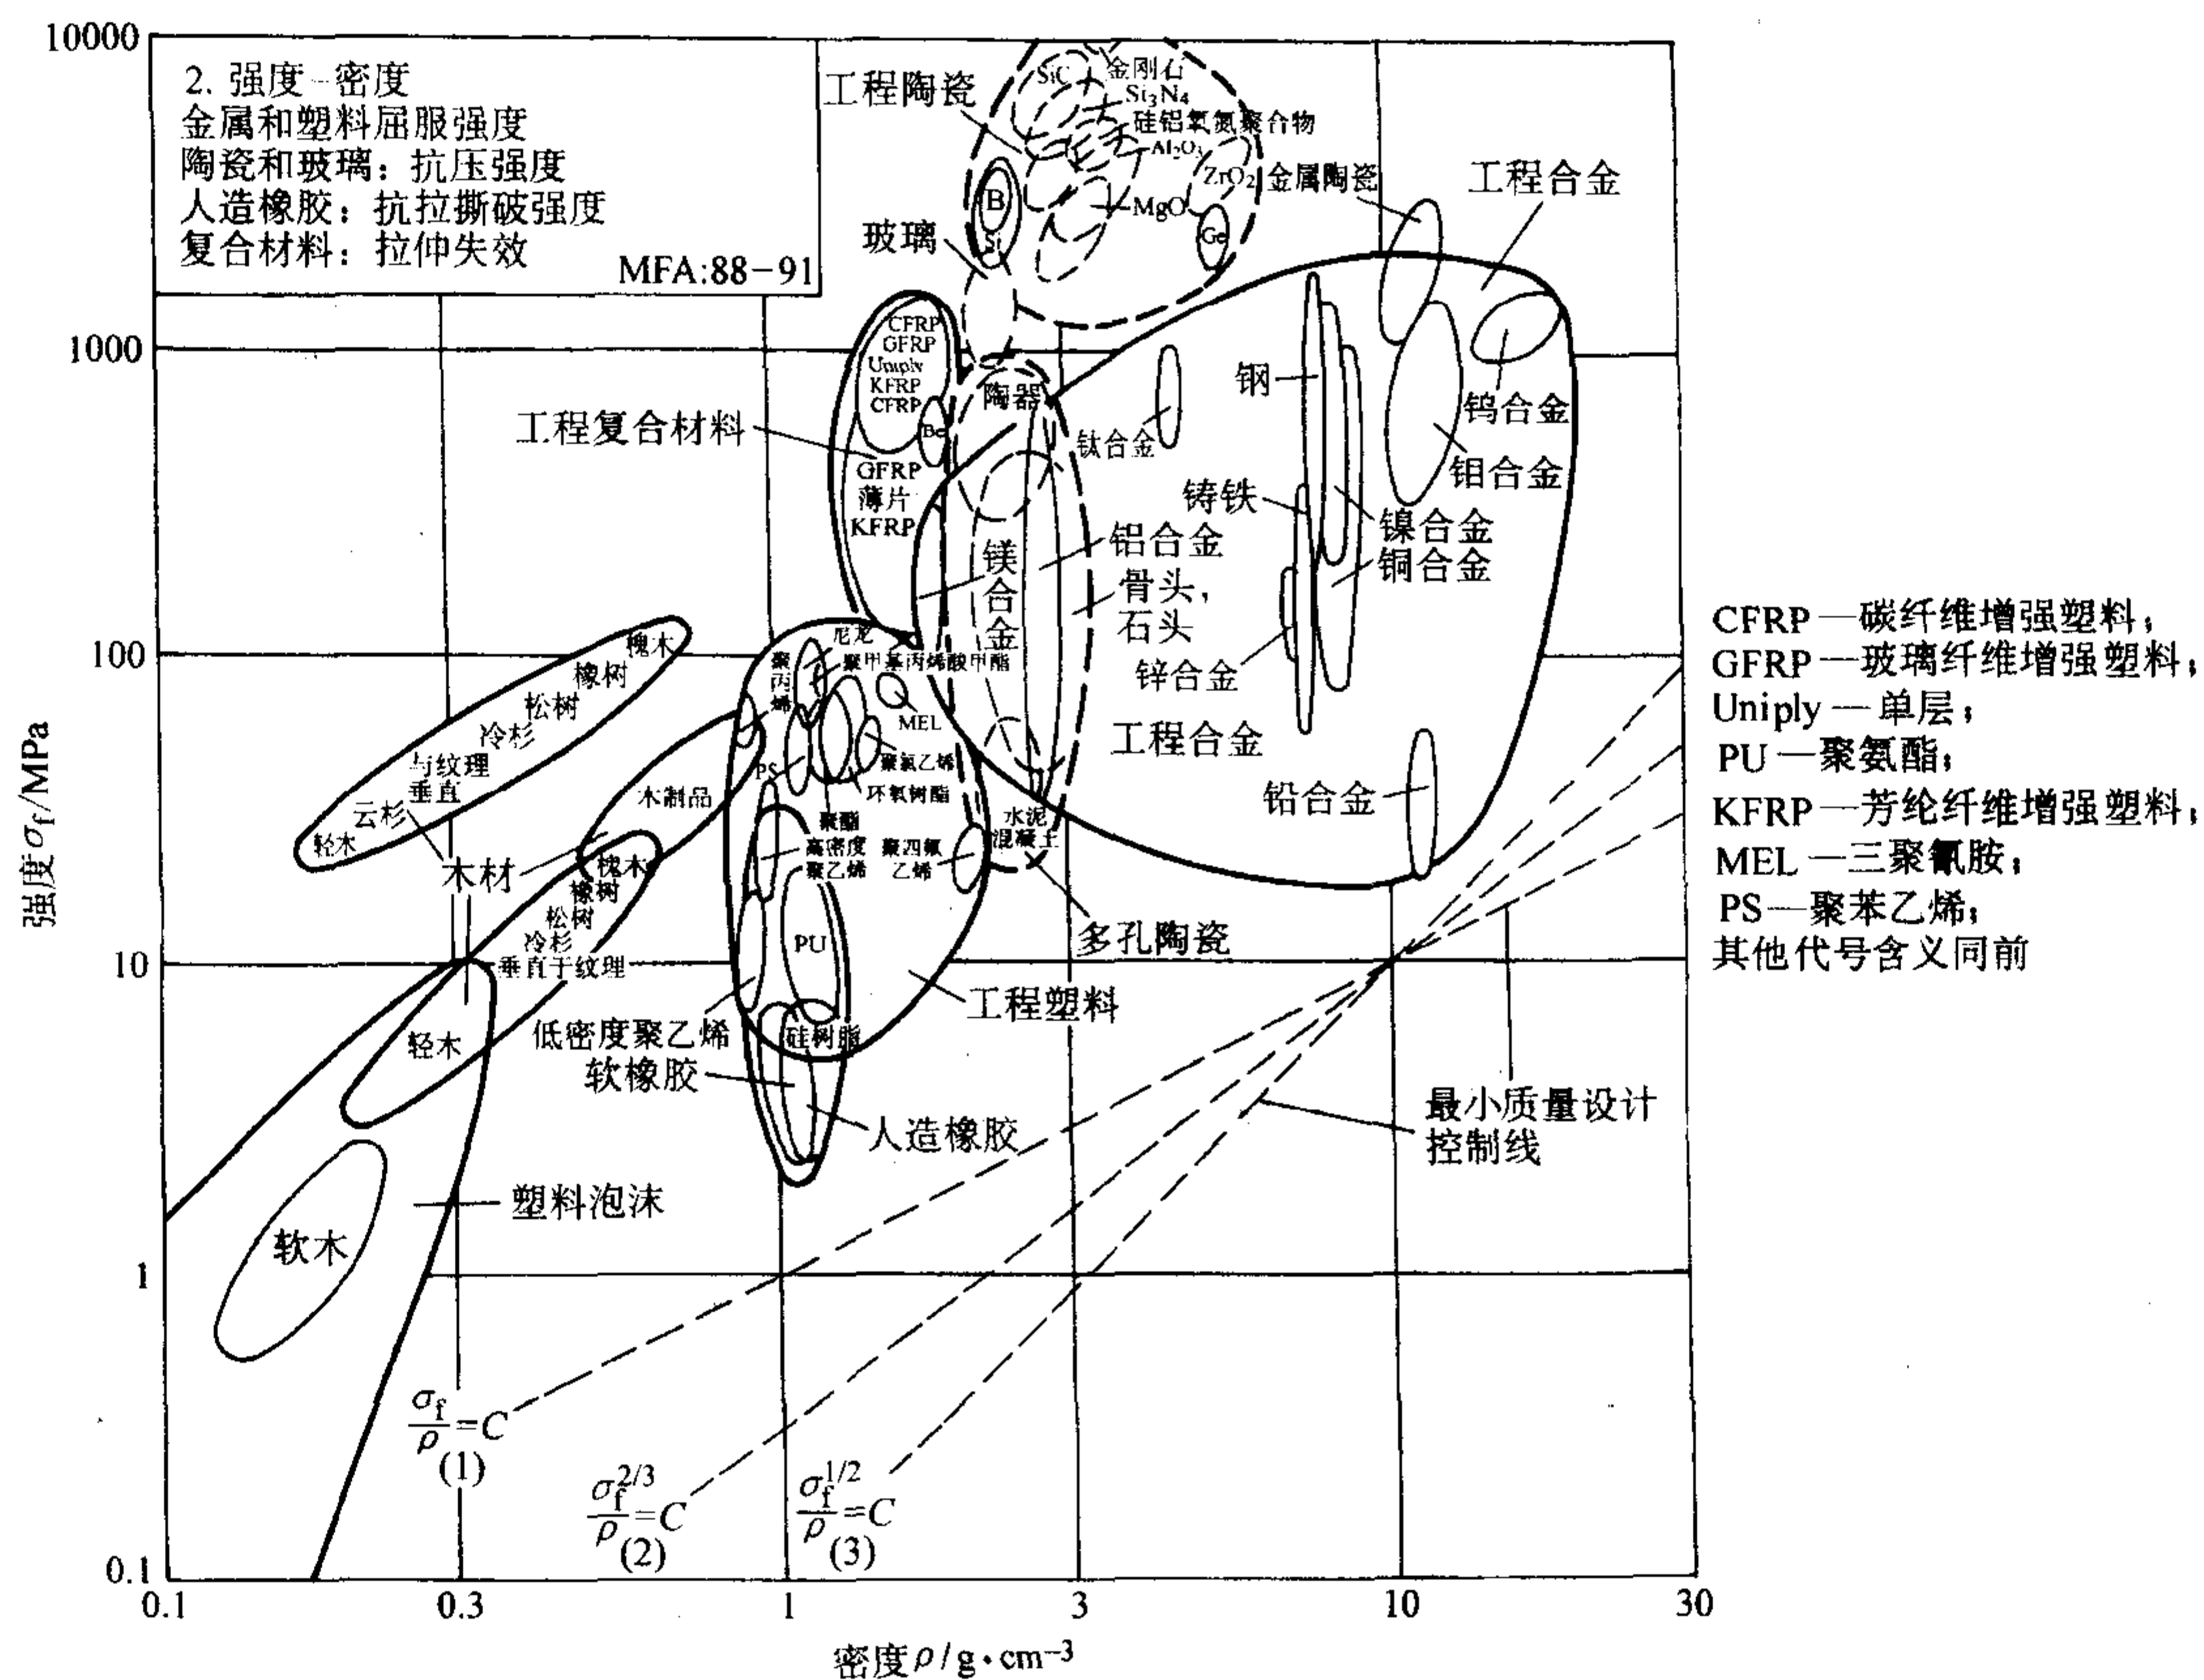 10000
1000
100
10
1
0.1
强度σf/MPa
2. 强度-密度
金属和塑料屈服强度
陶瓷和玻璃：抗压强度
人造橡胶：抗拉撕破强度
复合材料：拉伸失效
MFA:88-91
工程陶瓷
SiC
金刚石
Si₃N₄
硅铝氧氮聚合物
Al₂O₃
ZrO₂
金属陶瓷
工程合金
B
Si
MgO
Ge
玻璃
CFRP
GFRP
Uniply
KFRP
CFRP
Be
工程复合材料
GFRP
薄片
KFRP
陶器
钛合金
钢
钨合金
钼合金
铸铁
镍合金
铜合金
镁
合
金
铝合金
骨头，
石头
锌合金
工程合金
铅合金
槐木
橡树
松树
冷杉
与纹理
垂直
云杉
轻木
木材
木制品
尼龙
聚
丙
烯
聚甲基丙烯酸甲酯
MEL
PS
聚氯乙烯
环氧树酯
聚酯
高密度
聚乙烯
聚四氟
乙烯
水泥
混凝土
多孔陶瓷
槐木
橡树
松树
冷杉
垂直于纹理
轻木
PU
工程塑料
低密度聚乙烯
硅树脂
软橡胶
人造橡胶
塑料泡沫
软木
最小质量设计
控制线
σf/ρ=C
(1)
σf^2/3/ρ=C
(2)
σf^1/2/ρ=C
(3)
0.1
0.3
1
3
10
30
密度ρ/g·cm⁻³
CFRP—碳纤维增强塑料；
GFRP—玻璃纤维增强塑料；
Uniply—单层；
PU—聚氨酯；
KFRP—芳纶纤维增强塑料；
MEL—三聚氰胺；
PS—聚苯乙烯；
其他代号含义同前